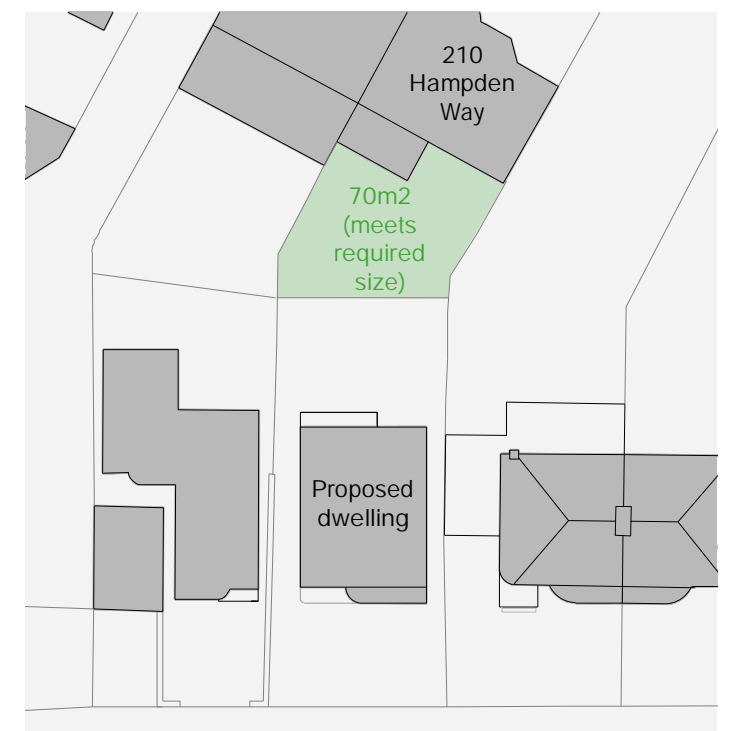 210
Hampden
Way
70m2
(meets
required
size)
Proposed
dwelling